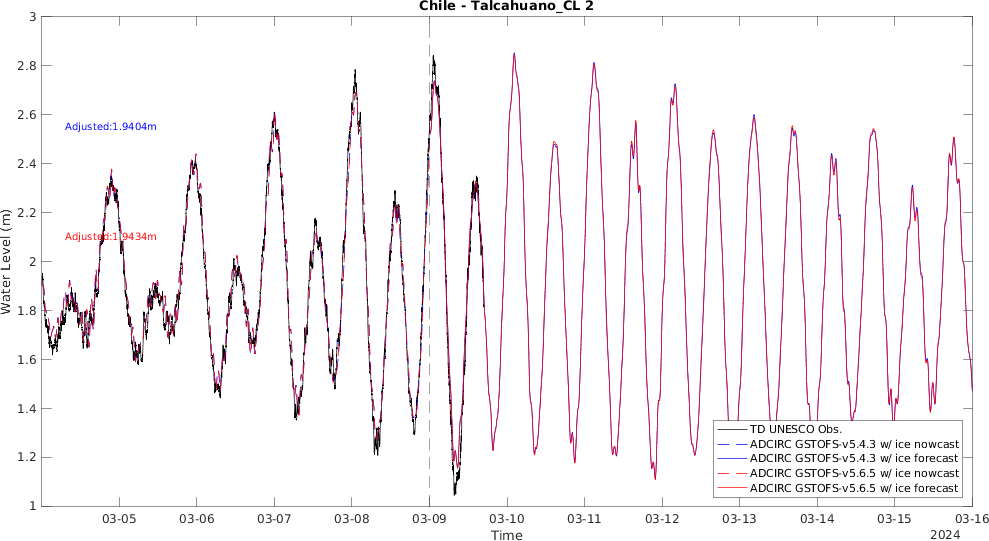 Chile - Talcahuano_CL 2
3
2.8
2.6
2.4
2.2
2
1.8
1.6
1.4
1.2
1
Water Level (m)
Adjusted:1.9404m
Adjusted:1.9434m
TD UNESCO Obs.
ADCIRC GSTOFS-v5.4.3 w/ ice nowcast
ADCIRC GSTOFS-v5.4.3 w/ ice forecast
ADCIRC GSTOFS-v5.6.5 w/ ice nowcast
ADCIRC GSTOFS-v5.6.5 w/ ice forecast
03-05 03-06 03-07 03-08 03-09 03-10 03-11 03-12 03-13 03-14 03-15 03-16
Time
2024